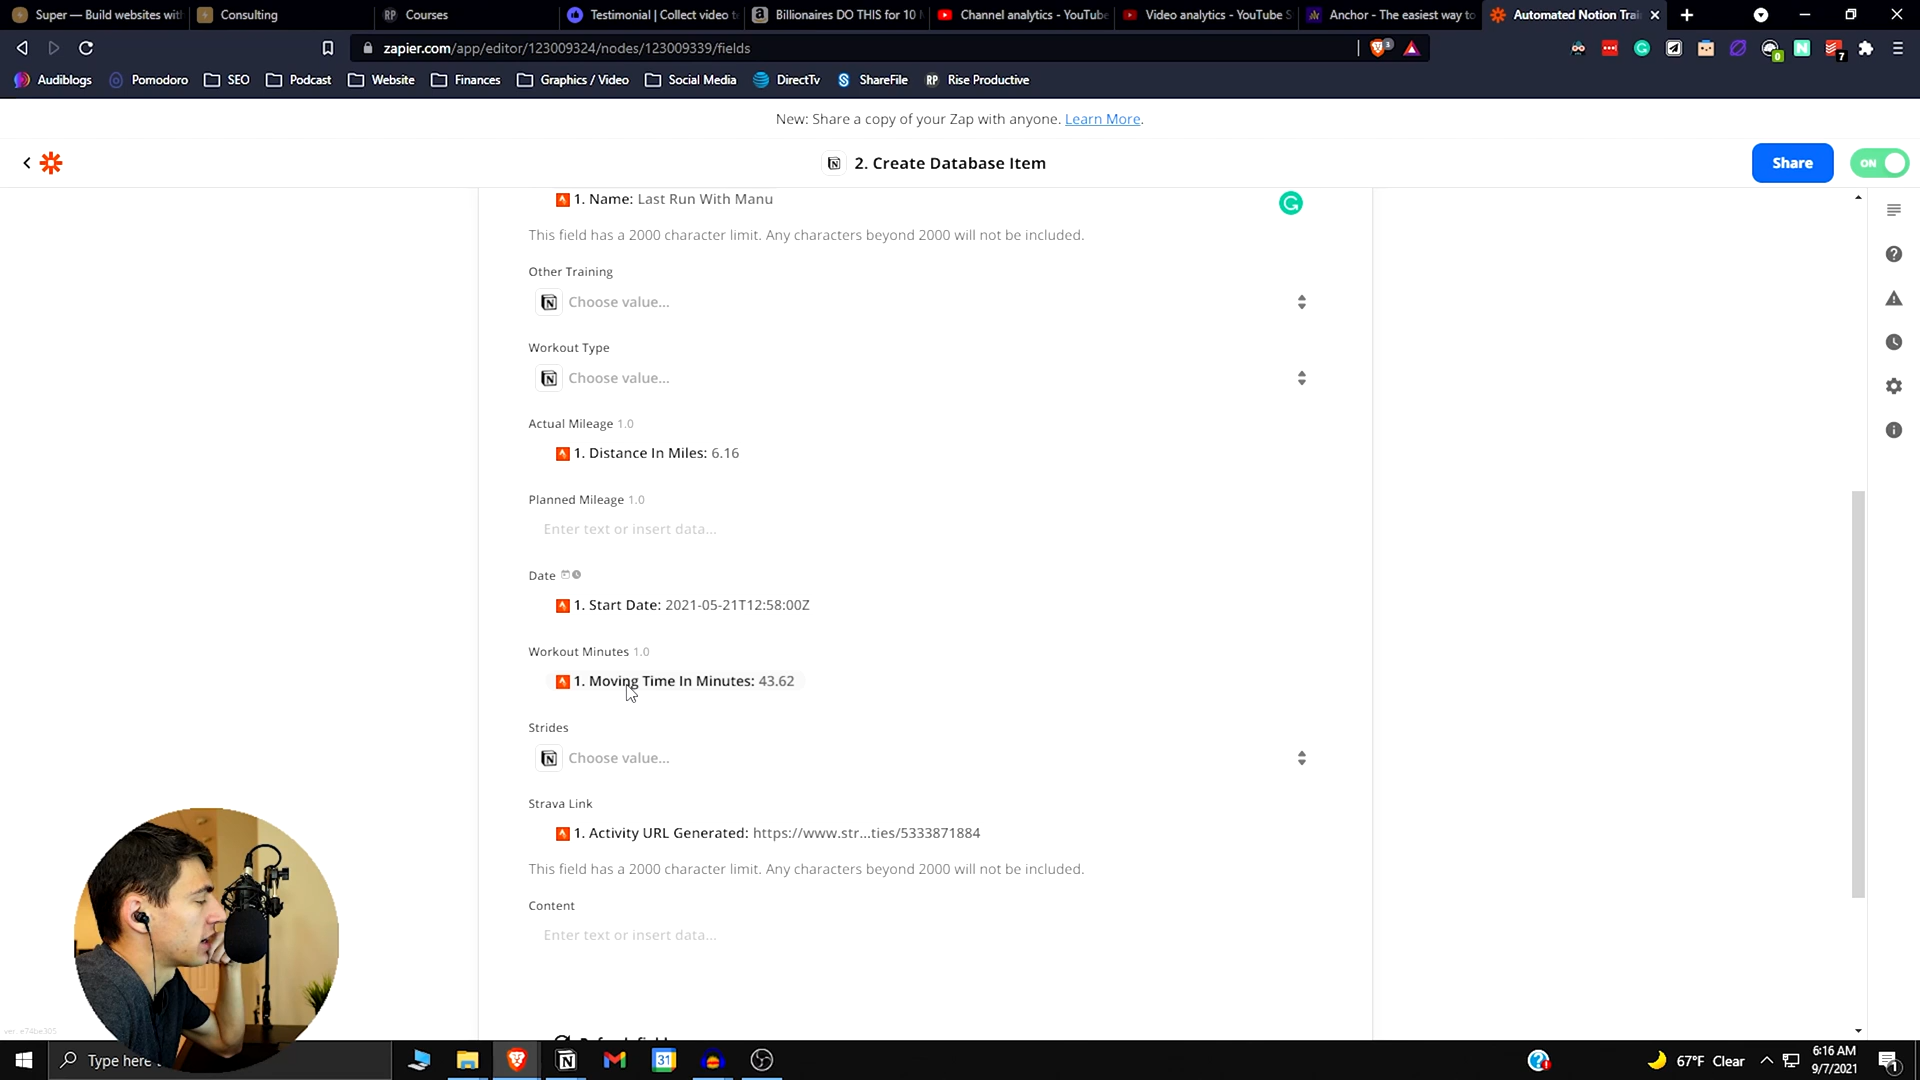 Super — Build websites with
Consulting
RP Courses
Testimonial | Collect video t
Billionaires DO THIS for 10
Channel analytics - YouTube
Video analytics - YouTube S
Anchor - The easiest way to
Automated Notion Trai
zapier.com/app/editor/123009324/nodes/123009339/fields
Audiblogs
Pomodoro
SEO
Podcast
Website
Finances
Graphics / Video
Social Media
DirectTv
ShareFile
RP Rise Productive
New: Share a copy of your Zap with anyone. Learn More.
2. Create Database Item
Share
ON
1. Name: Last Run With Manu
This field has a 2000 character limit. Any characters beyond 2000 will not be included.
Other Training
Choose value...
Workout Type
Choose value...
Actual Mileage 1.0
1. Distance In Miles: 6.16
Planned Mileage 1.0
Enter text or insert data...
Date
1. Start Date: 2021-05-21T12:58:00Z
Workout Minutes 1.0
1. Moving Time In Minutes: 43.62
Strides
Choose value...
Strava Link
1. Activity URL Generated: https://www.str...ties/5333871884
This field has a 2000 character limit. Any characters beyond 2000 will not be included.
Content
Enter text or insert data...
ver. e74be305
Type here
31
67°F Clear
6:16 AM
9/7/2021